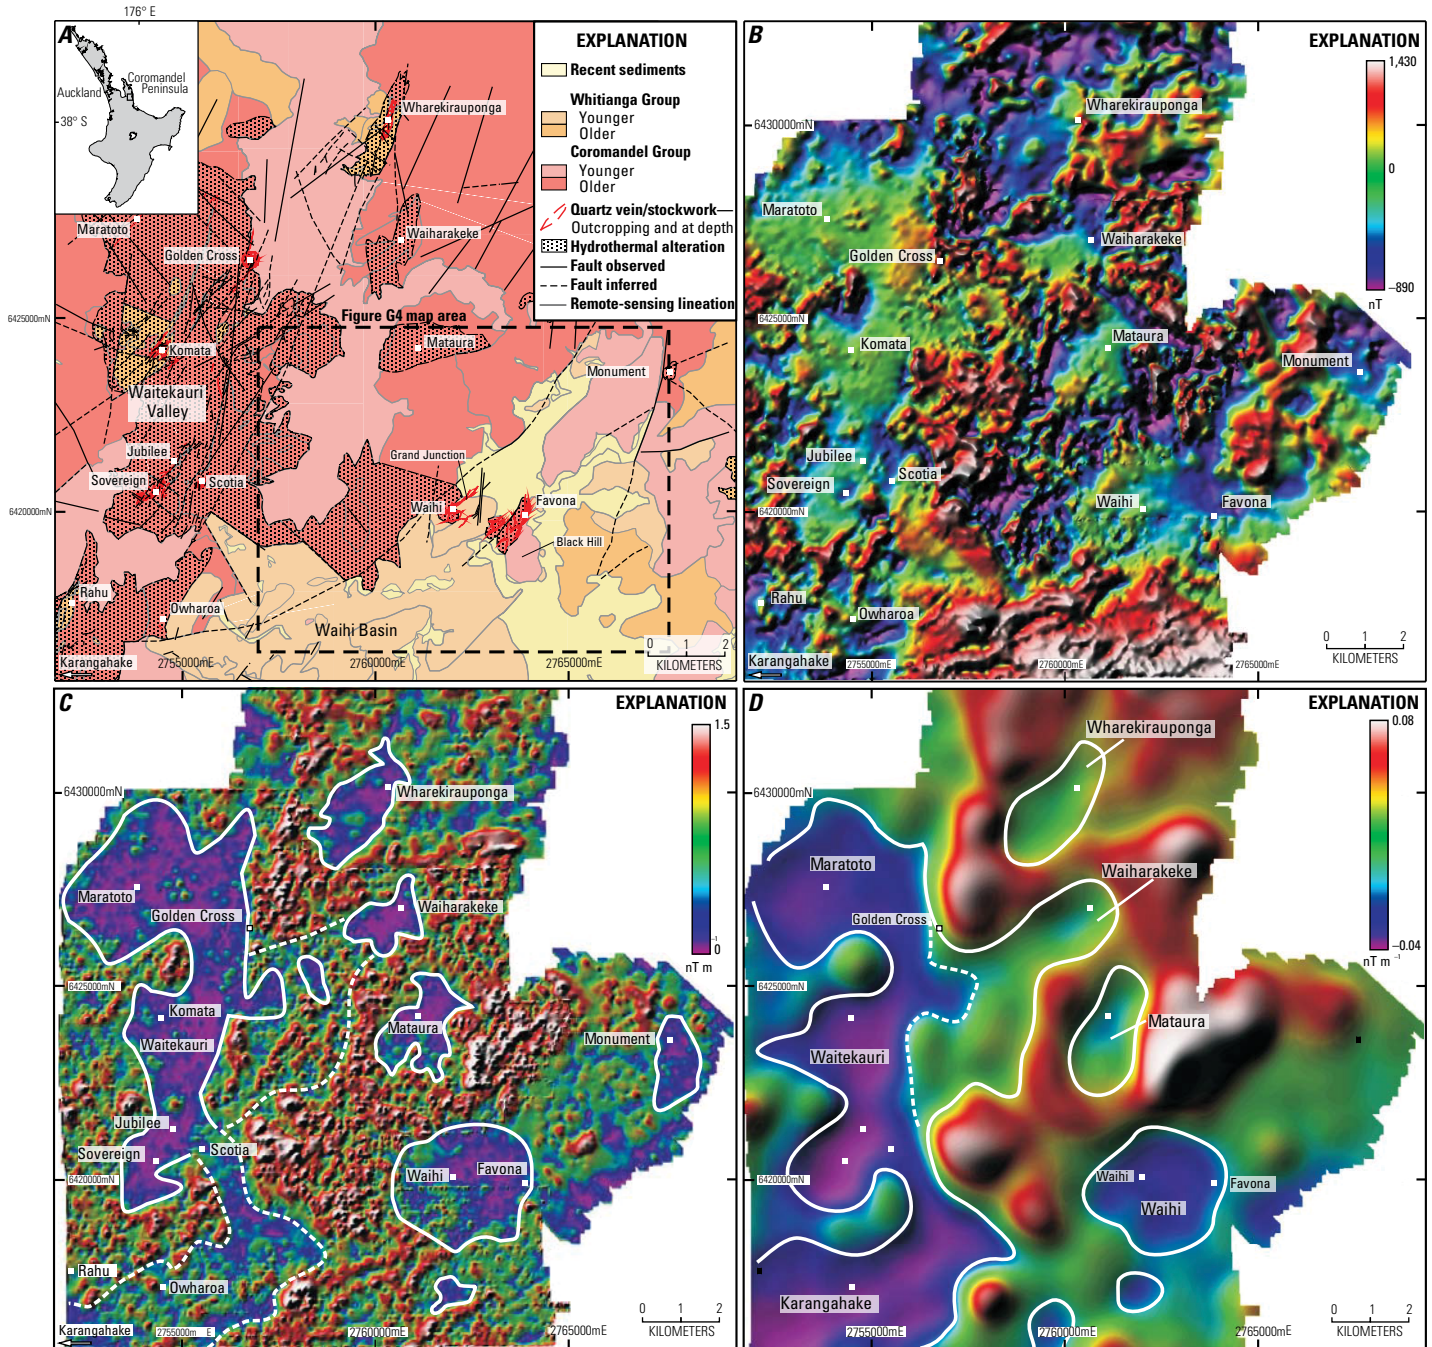 176° E
A
Coromandel
Peninsula
Auckland
38° S
EXPLANATION
Recent sediments
Whitianga Group
Younger
Older
Coromandel Group
Younger
Older
Quartz vein/stockwork—
Outcropping and at depth
Hydrothermal alteration
Fault observed
Fault inferred
Remote-sensing lineation
Wharekirauponga
Maratoto
Waiharakeke
Golden Cross
6425000mN
Figure G4 map area
Mataura
Komata
Monument
Waitekauri
Valley
Jubilee
Grand Junction
Sovereign
Scotia
Waihi
Favona
6420000mN
Black Hill
Rahu
Owharoa
Waihi Basin
0 1 2
KILOMETERS
Karangahake
2755000mE
2760000mE
2765000mE
B
EXPLANATION
1,430
0
–890
nT
Wharekirauponga
6430000mN
Maratoto
Waiharakeke
Golden Cross
6425000mN
Mataura
Komata
Monument
Jubilee
Scotia
Sovereign
Waihi
Favona
6420000mN
Rahu
Owharoa
0 1 2
KILOMETERS
Karangahake
2755000mE
2760000mE
2765000mE
C
EXPLANATION
1.5
0
nT m⁻¹
6430000mN
Wharekirauponga
Maratoto
Golden Cross
Waiharakeke
6425000mN
Komata
Mataura
Waitekauri
Monument
Jubilee
Sovereign
Scotia
Waihi
Favona
6420000mN
Rahu
Owharoa
0 1 2
KILOMETERS
Karangahake
2755000m E
2760000mE
2765000mE
D
EXPLANATION
0.08
–0.04
nT m⁻¹
Wharekirauponga
6430000mN
Maratoto
Waiharakeke
Golden Cross
6425000mN
Mataura
Waitekauri
6420000mN
Waihi
Favona
Waihi
Karangahake
0 1 2
KILOMETERS
2755000mE
2760000mE
2765000mE